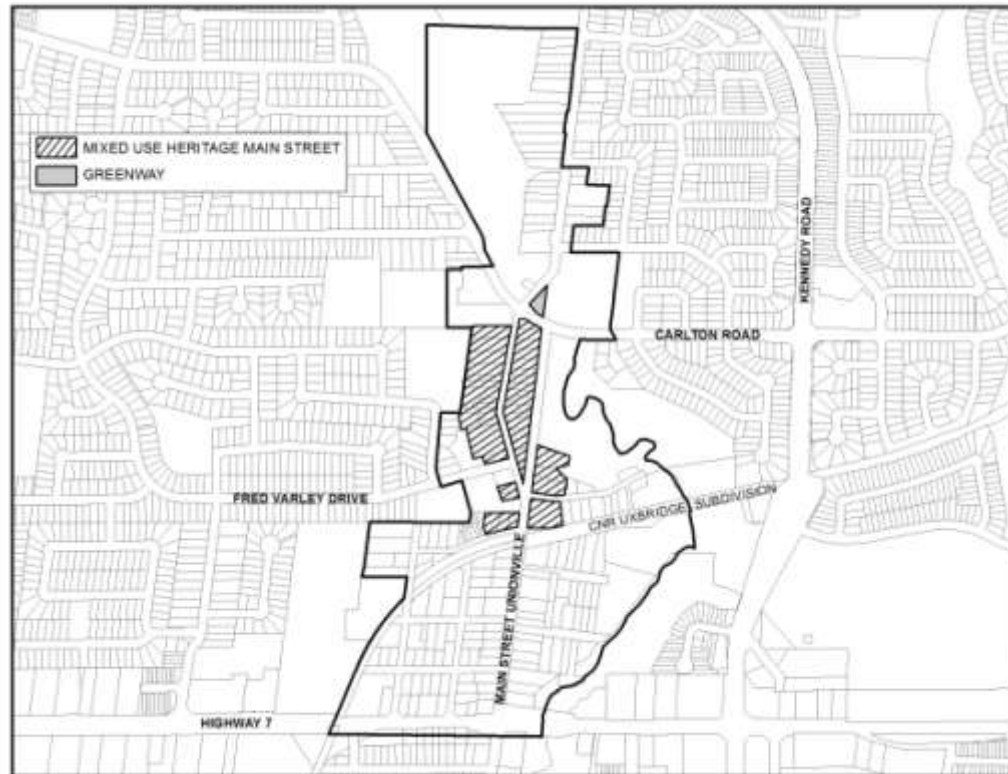 MIXED USE HERITAGE MAIN STREET
GREENWAY
KENNEDY ROAD
CARLTON ROAD
FRED VARLEY DRIVE
CNR UXBRIDGE SUBDIVISION
MAIN STREET UNIONVILLE
HIGHWAY 7